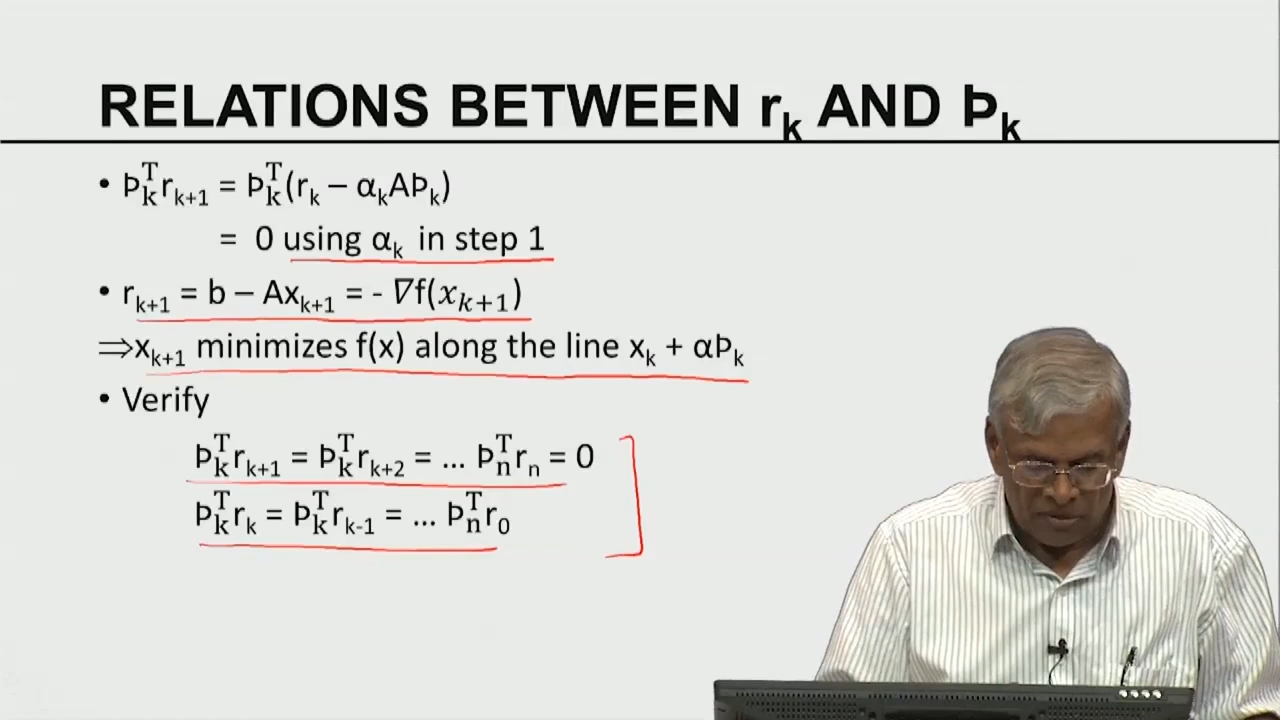 RELATIONS BETWEEN rₖ AND Þₖ
• Þₖᵀrₖ₊₁ = Þₖᵀ(rₖ – αₖAÞₖ)
= 0 using αₖ in step 1
• rₖ₊₁ = b – Axₖ₊₁ = - ∇f(𝑥ₖ₊₁)
⇒xₖ₊₁ minimizes f(x) along the line xₖ + αÞₖ
• Verify
Þₖᵀrₖ₊₁ = Þₖᵀrₖ₊₂ = ... Þₙᵀrₙ = 0
Þₖᵀrₖ = Þₖᵀrₖ₋₁ = ... Þₙᵀr₀